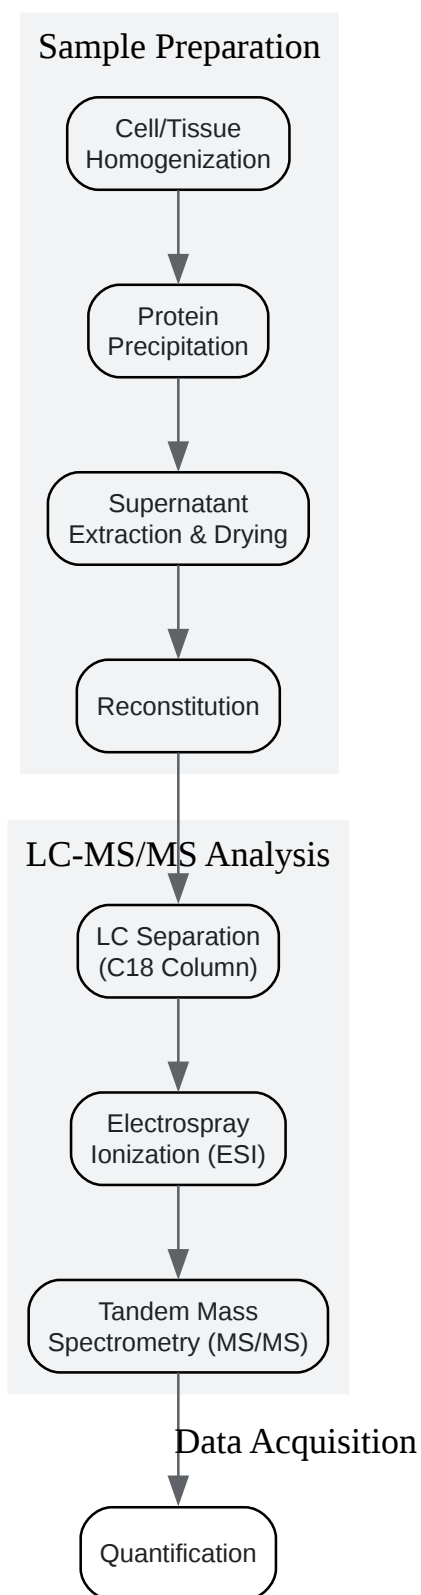 Sample Preparation
Cell/Tissue
Homogenization
Protein
Precipitation
Supernatant
Extraction & Drying
Reconstitution
LC-MS/MS Analysis
LC Separation
(C18 Column)
Electrospray
Ionization (ESI)
Tandem Mass
Spectrometry (MS/MS)
Data Acquisition
Quantification